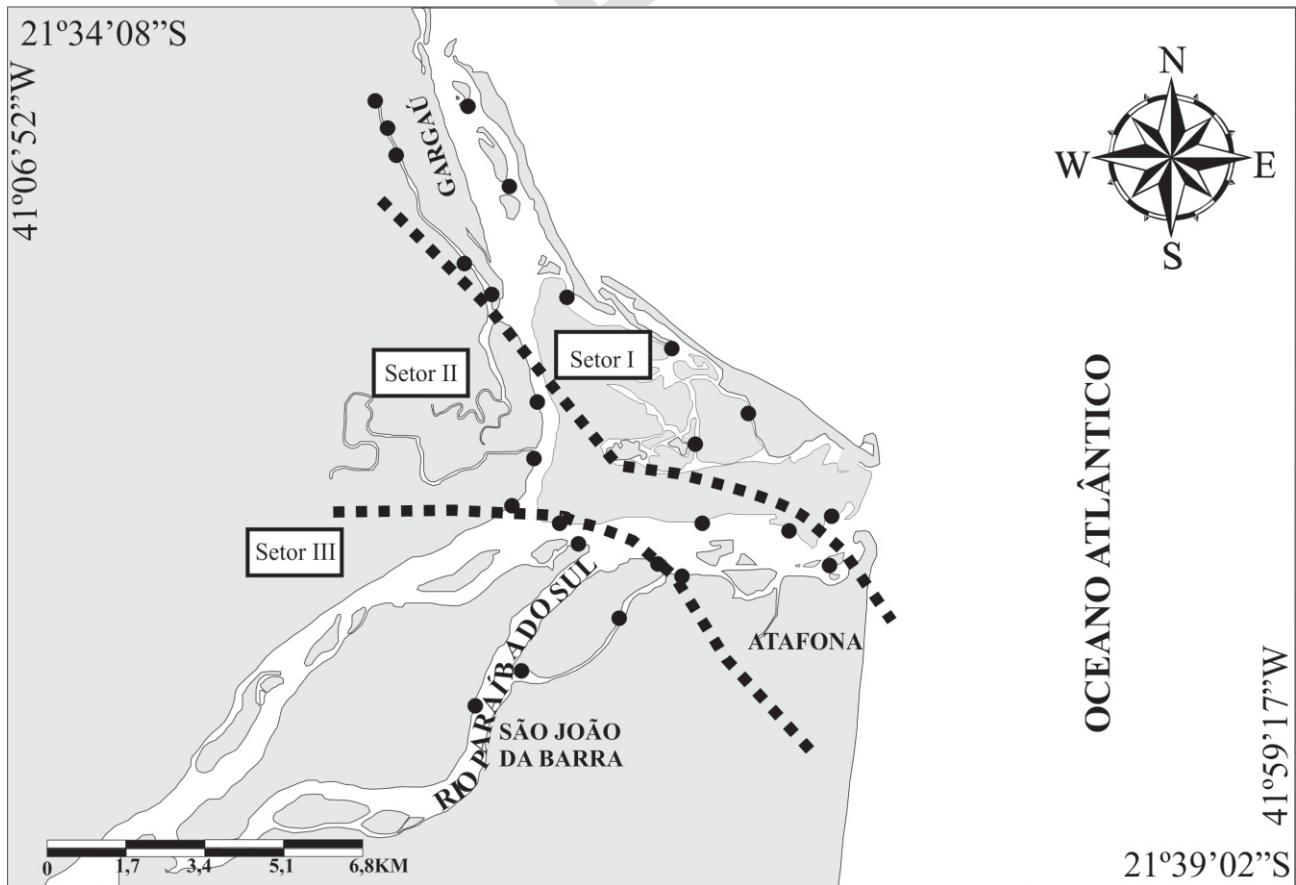 21º34’08”S
41º06’52”W
GARGAÚ
N
W E
S
Setor I
Setor II
OCEANO ATLÂNTICO
Setor III
RIO PARAÍBA DO SUL
ATAFONA
SÃO JOÃO
DA BARRA
41º59’17”W
0 1,7 3,4 5,1 6,8KM
21º39’02”S